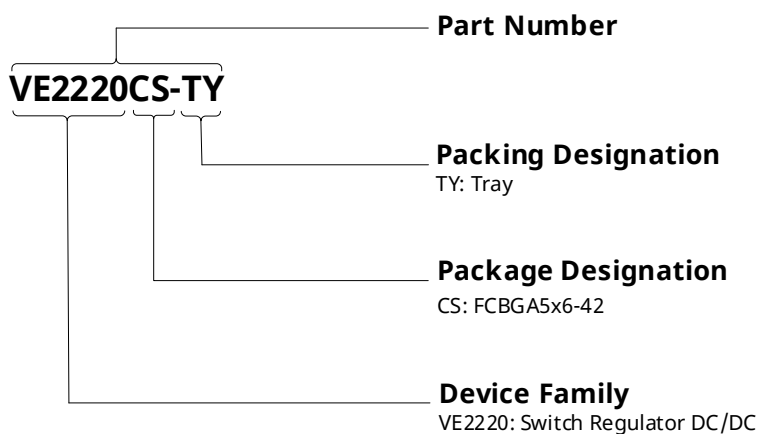 Part Number
VE2220CS-TY
Packing Designation
TY: Tray
Package Designation
CS: FCBGA5x6-42
Device Family
VE2220: Switch Regulator DC/DC